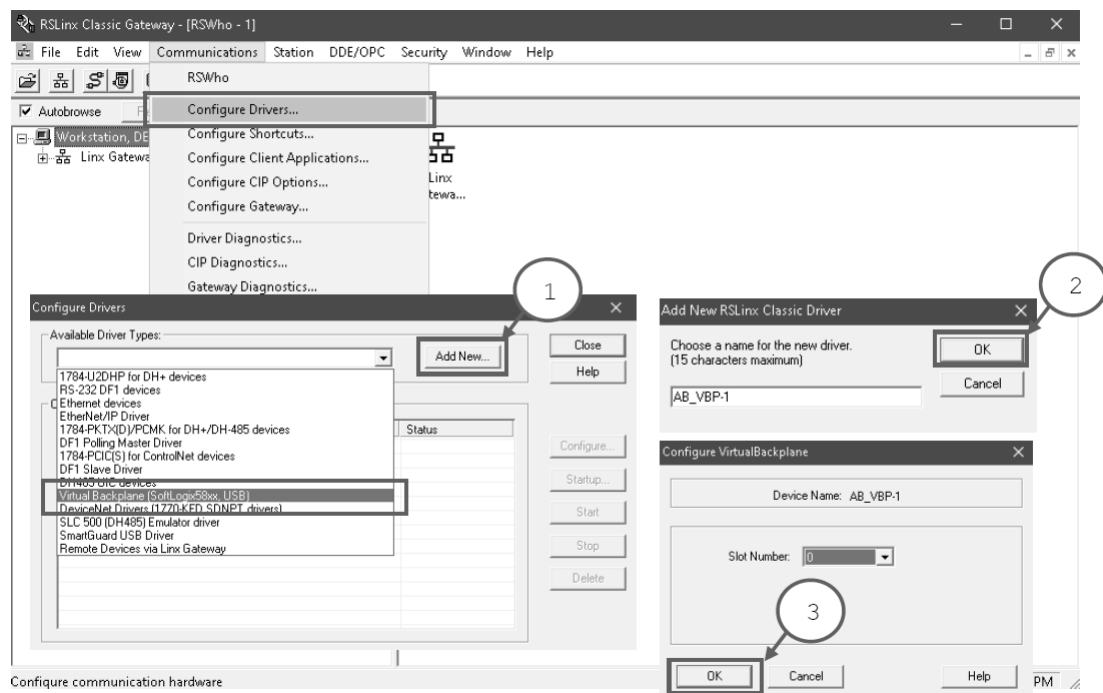 RSLinx Classic Gateway - [RSWho - 1]
File Edit View Communications Station DDE/OPC Security Window Help
RSWho
Autobrowse
Configure Drivers...
Workstation, DE
Configure Shortcuts...
Linx Gatewa
Configure Client Applications...
Linx
tewa...
Configure CIP Options...
Configure Gateway...
Driver Diagnostics...
CIP Diagnostics...
Gateway Diagnostics...
1
2
Configure Drivers
Available Driver Types:
Add New...
Close
Help
1784-U2DHP for DH+ devices
RS-232 DF1 devices
Ethernet devices
EtherNet/IP Driver
1784-PKTX(D)/PCMK for DH+/DH-485 devices
DF1 Polling Master Driver
1784-PCIC(S) for ControlNet devices
DF1 Slave Driver
DH485 UIC devices
Virtual Backplane (SoftLogix58xx, USB)
DeviceNet Drivers (1770-KFD,SDNPT drivers)
SLC 500 (DH485) Emulator driver
SmartGuard USB Driver
Remote Devices via Linx Gateway
Status
Configure...
Startup...
Start
Stop
Delete
Add New RSLinx Classic Driver
Choose a name for the new driver.
(15 characters maximum)
OK
Cancel
AB_VBP-1
Configure VirtualBackplane
Device Name: AB_VBP-1
Slot Number: 0
3
OK Cancel Help
Configure communication hardware
PM